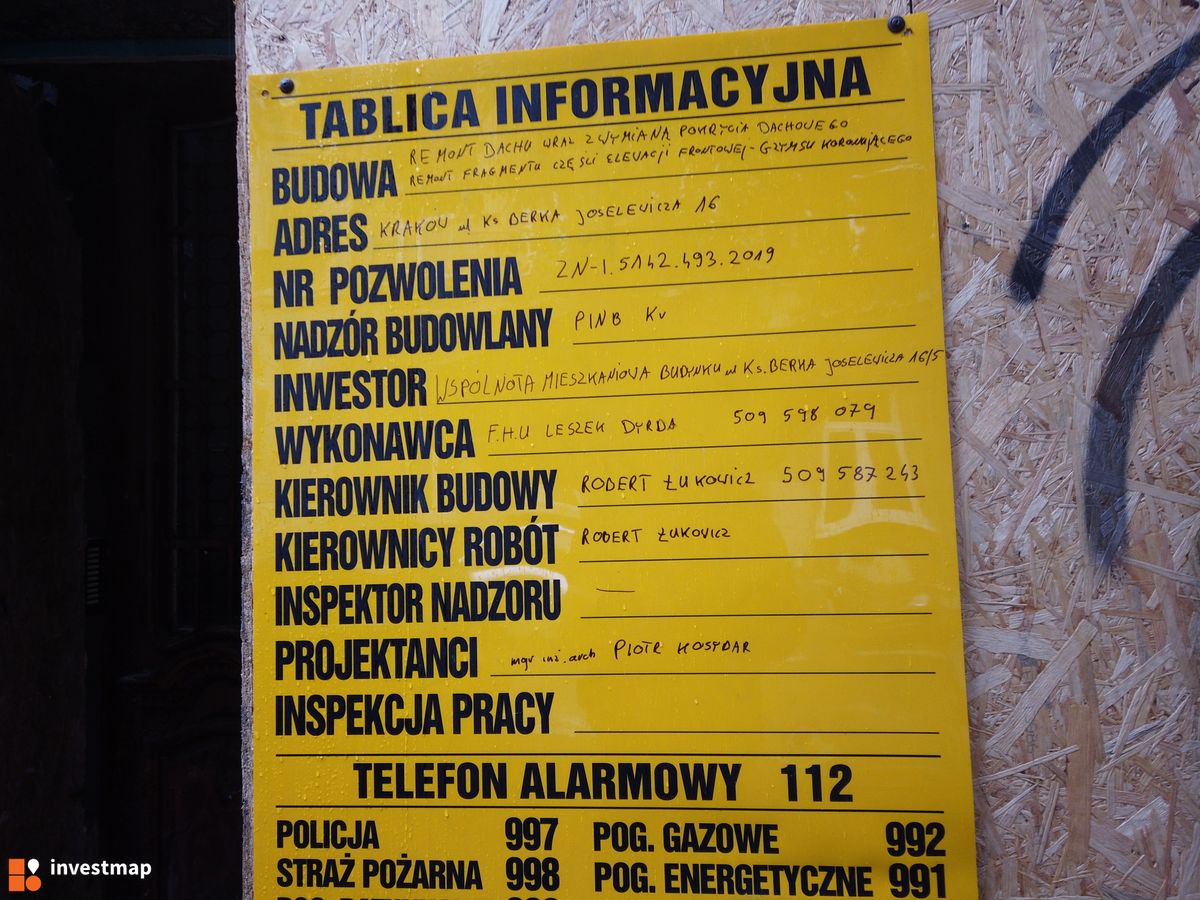 TABLICA INFORMACYJNA
BUDOWA REMONT DACHU WRAZ Z WYMIANĄ POKRYCIA DACHOWEGO
REMONT FRAGMENTU CZĘŚCI ELEWACJI FRONTOWEJ - GZYMSU KORONUJĄCEGO
ADRES KRAKÓW ul Ks BERKA JOSELEWICZA 16
NR POZWOLENIA ZN-I.5142.493.2019
NADZÓR BUDOWLANY PINB Kr
INWESTOR WSPÓLNOTA MIESZKANIOWA BUDYNKU ul Ks. BERKA JOSELEWICZA 16/5
WYKONAWCA F.H.U LESZEK DYRDA 509 598 079
KIEROWNIK BUDOWY ROBERT ŁUKOWICZ 509 587 243
KIEROWNICY ROBÓT ROBERT ŁUKOWICZ
INSPEKTOR NADZORU —
PROJEKTANCI mgr inż. arch PIOTR KOSYDAR
INSPEKCJA PRACY
TELEFON ALARMOWY 112
POLICJA 997 POG. GAZOWE 992
STRAŻ POŻARNA 998 POG. ENERGETYCZNE 991
investmap